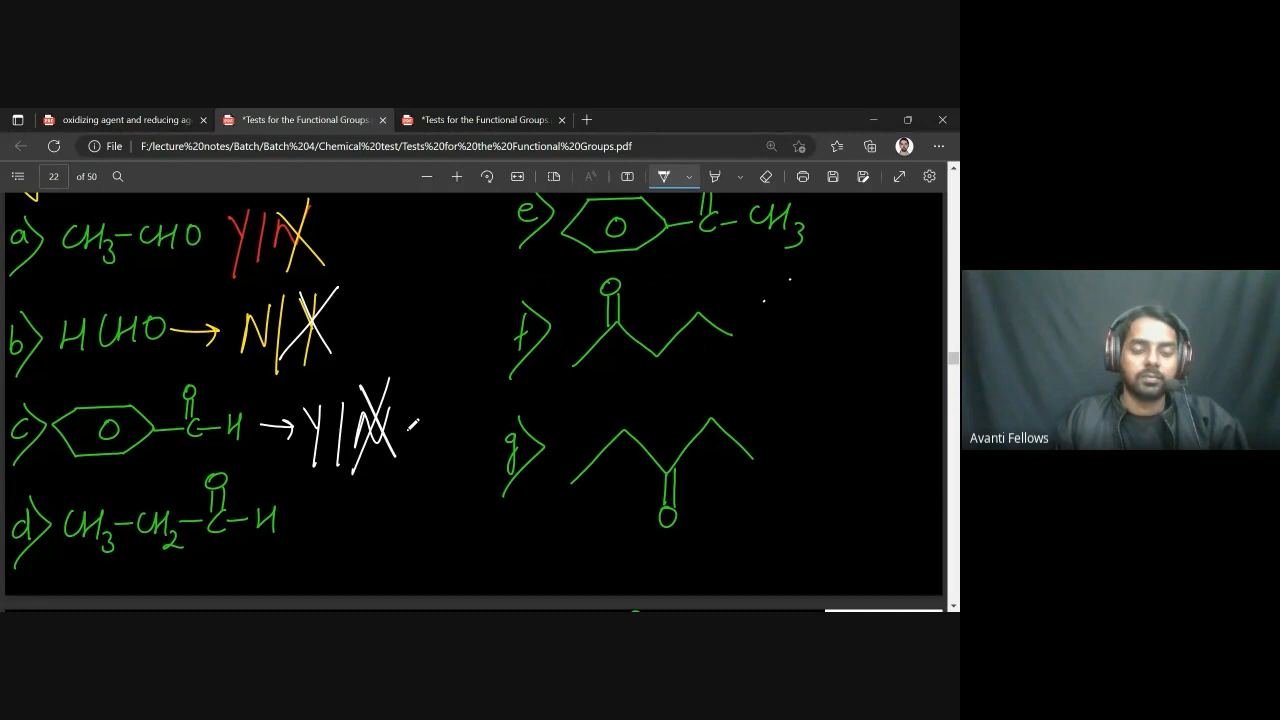 oxidizing agent and reducing ag
*Tests for the Functional Groups.
*Tests for the Functional Groups.
File F:/lecture%20notes/Batch/Batch%204/Chemical%20test/Tests%20for%20the%20Functional%20Groups.pdf
22 of 50
a) CH3-CHO Y/N
b) HCHO → N/Y
c) O O C-H → Y/N
d) CH3-CH2-C-H O
e) O C-CH3
f) O
g) O
Avanti Fellows